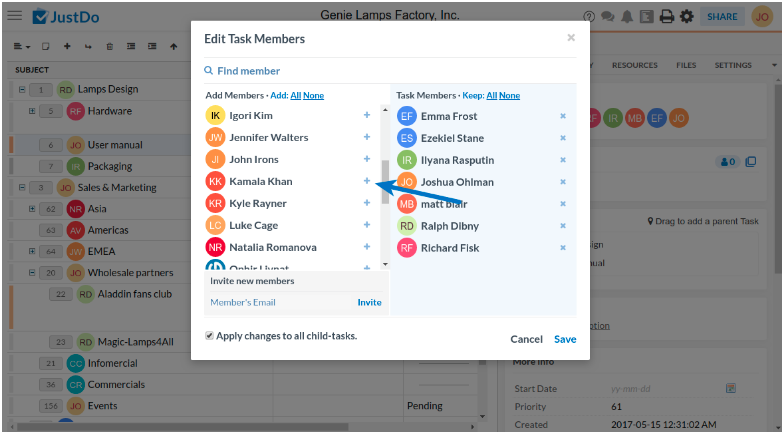 JustDo
Genie Lamps Factory, Inc.
SHARE
JO
SUBJECT
RESOURCES
FILES
SETTINGS
1 RD Lamps Design
5 RF Hardware
6 JO User manual
7 IR Packaging
3 JO Sales & Marketing
62 NR Asia
63 AV Americas
64 JW EMEA
20 JO Wholesale partners
22 RD Aladdin fans club
23 RD Magic-Lamps4All
21 CC Infomercial
36 CR Commercials
156 JO Events
Pending
Edit Task Members
×
Find member
Add Members · Add: All None
IK Igori Kim +
JW Jennifer Walters +
JI John Irons +
KK Kamala Khan +
KR Kyle Rayner +
LC Luke Cage +
NR Natalia Romanova +
Ophir Livnat
Invite new members
Member's Email
Invite
Task Members · Keep: All None
EF Emma Frost ×
ES Ezekiel Stane ×
IR Ilyana Rasputin ×
JO Joshua Ohlman ×
MB matt blair ×
RD Ralph Dibny ×
RF Richard Fisk ×
Apply changes to all child-tasks.
Cancel
Save
IR MB EF JO
0
Drag to add a parent Task
More Info
Start Date yy-mm-dd
Priority 61
Created 2017-05-15 12:31:02 AM